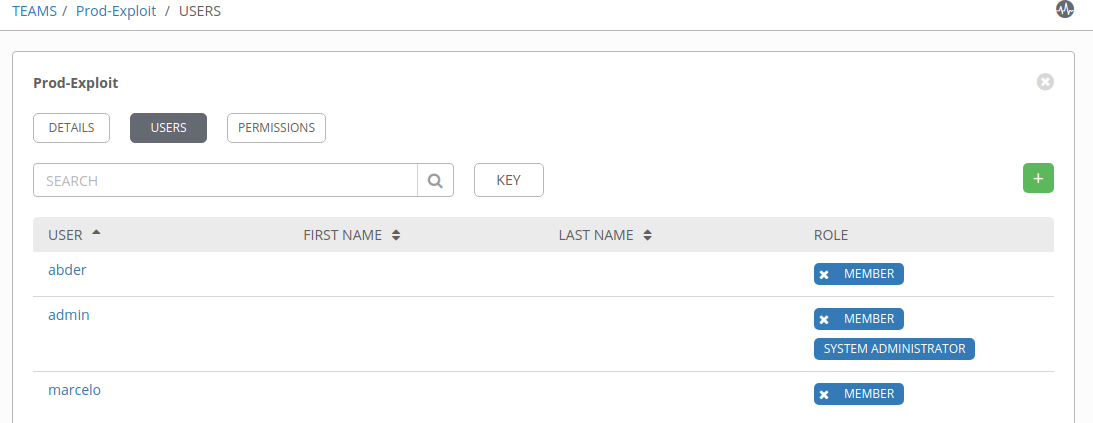 TEAMS / Prod-Exploit / USERS
Prod-Exploit
DETAILS USERS PERMISSIONS
SEARCH KEY +
USER FIRST NAME LAST NAME ROLE
abder MEMBER
admin MEMBER
SYSTEM ADMINISTRATOR
marcelo MEMBER